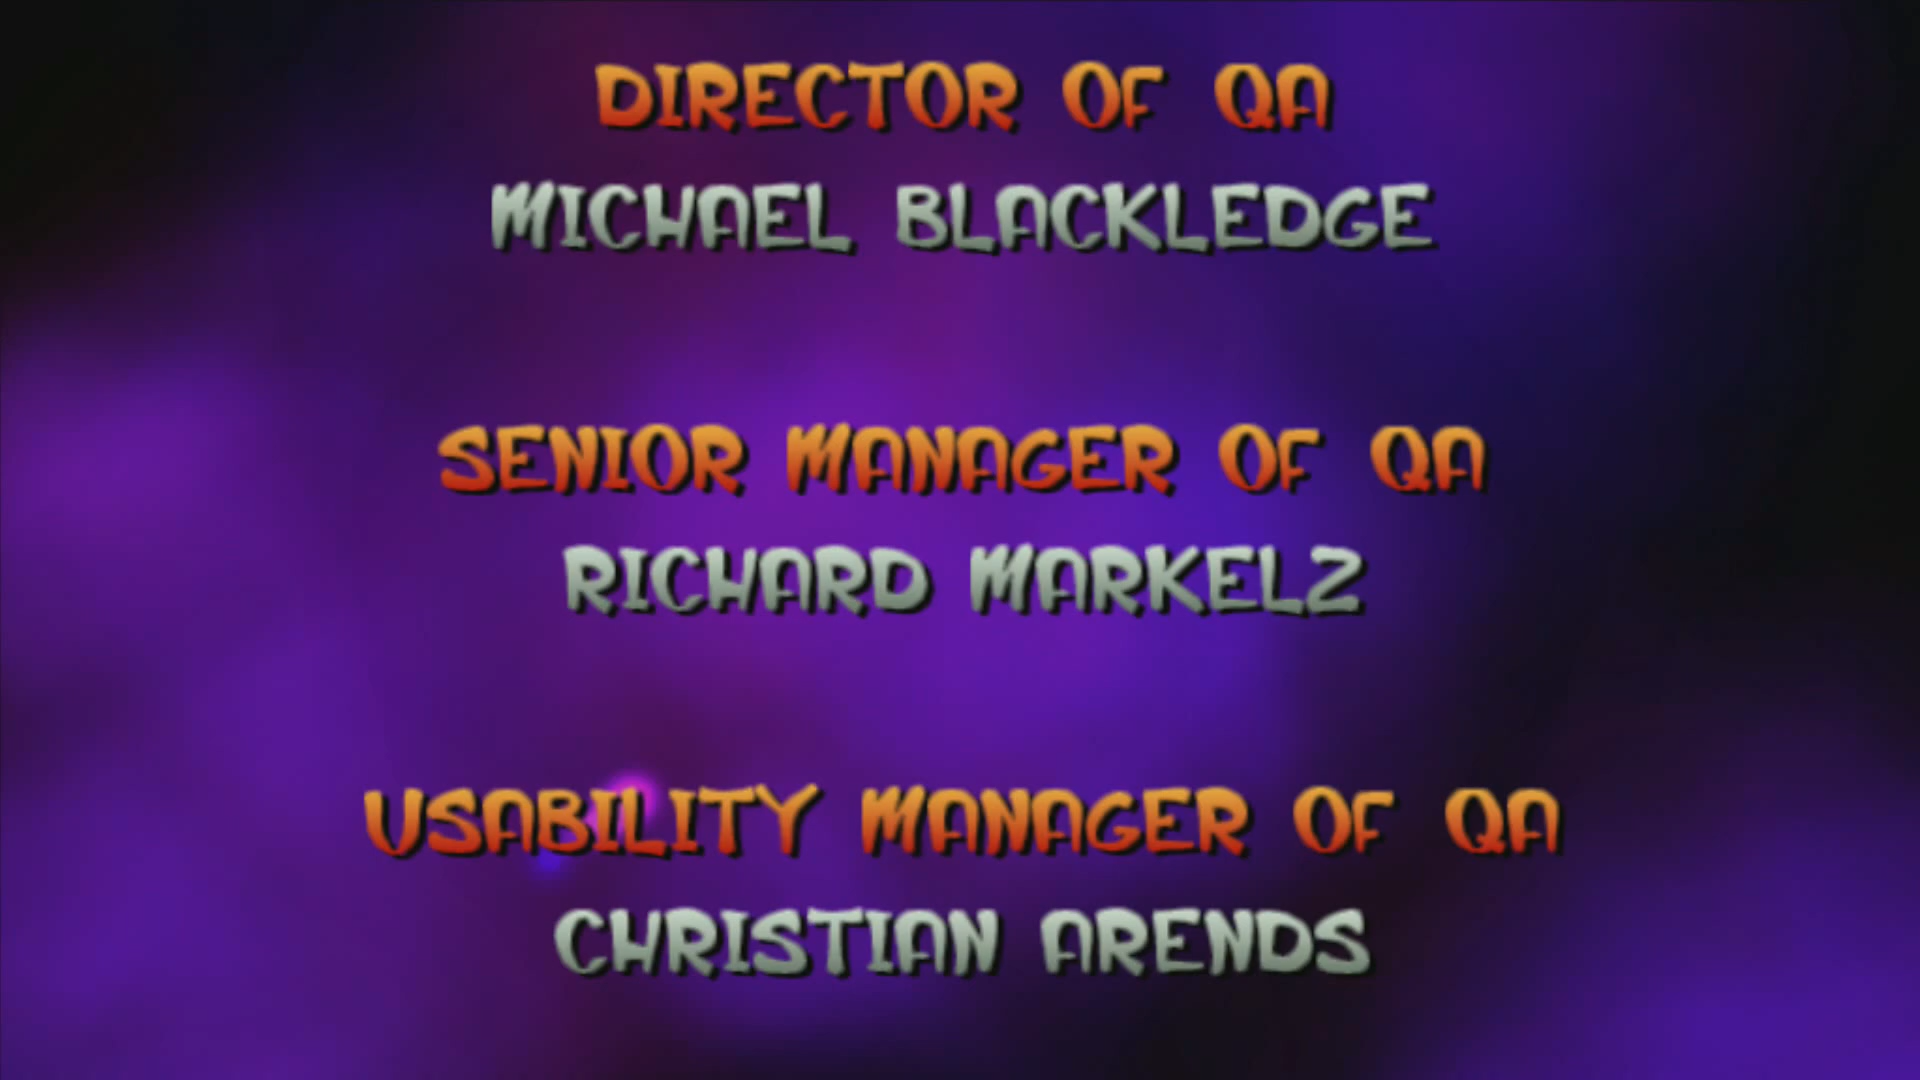 DIRECTOR OF QA
MICHAEL BLACKLEDGE
SENIOR MANAGER OF QA
RICHARD MARKELZ
USABILITY MANAGER OF QA
CHRISTIAN ARENDS